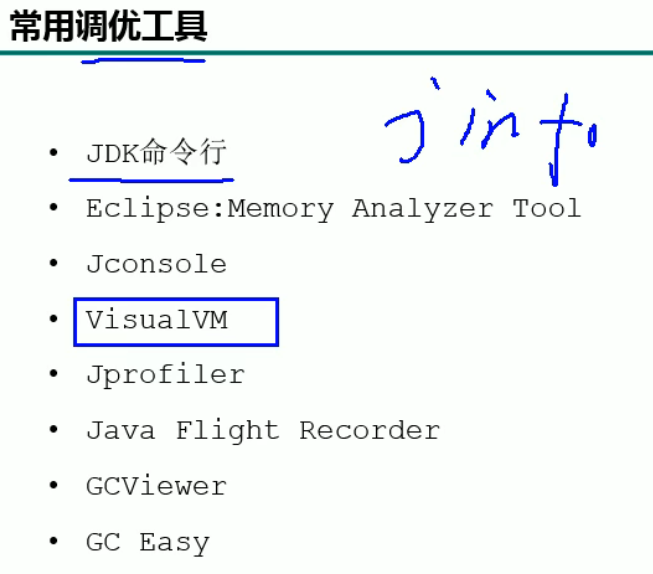 常用调优工具
jinfo
• JDK命令行
• Eclipse:Memory Analyzer Tool
• Jconsole
• VisualVM
• Jprofiler
• Java Flight Recorder
• GCViewer
• GC Easy